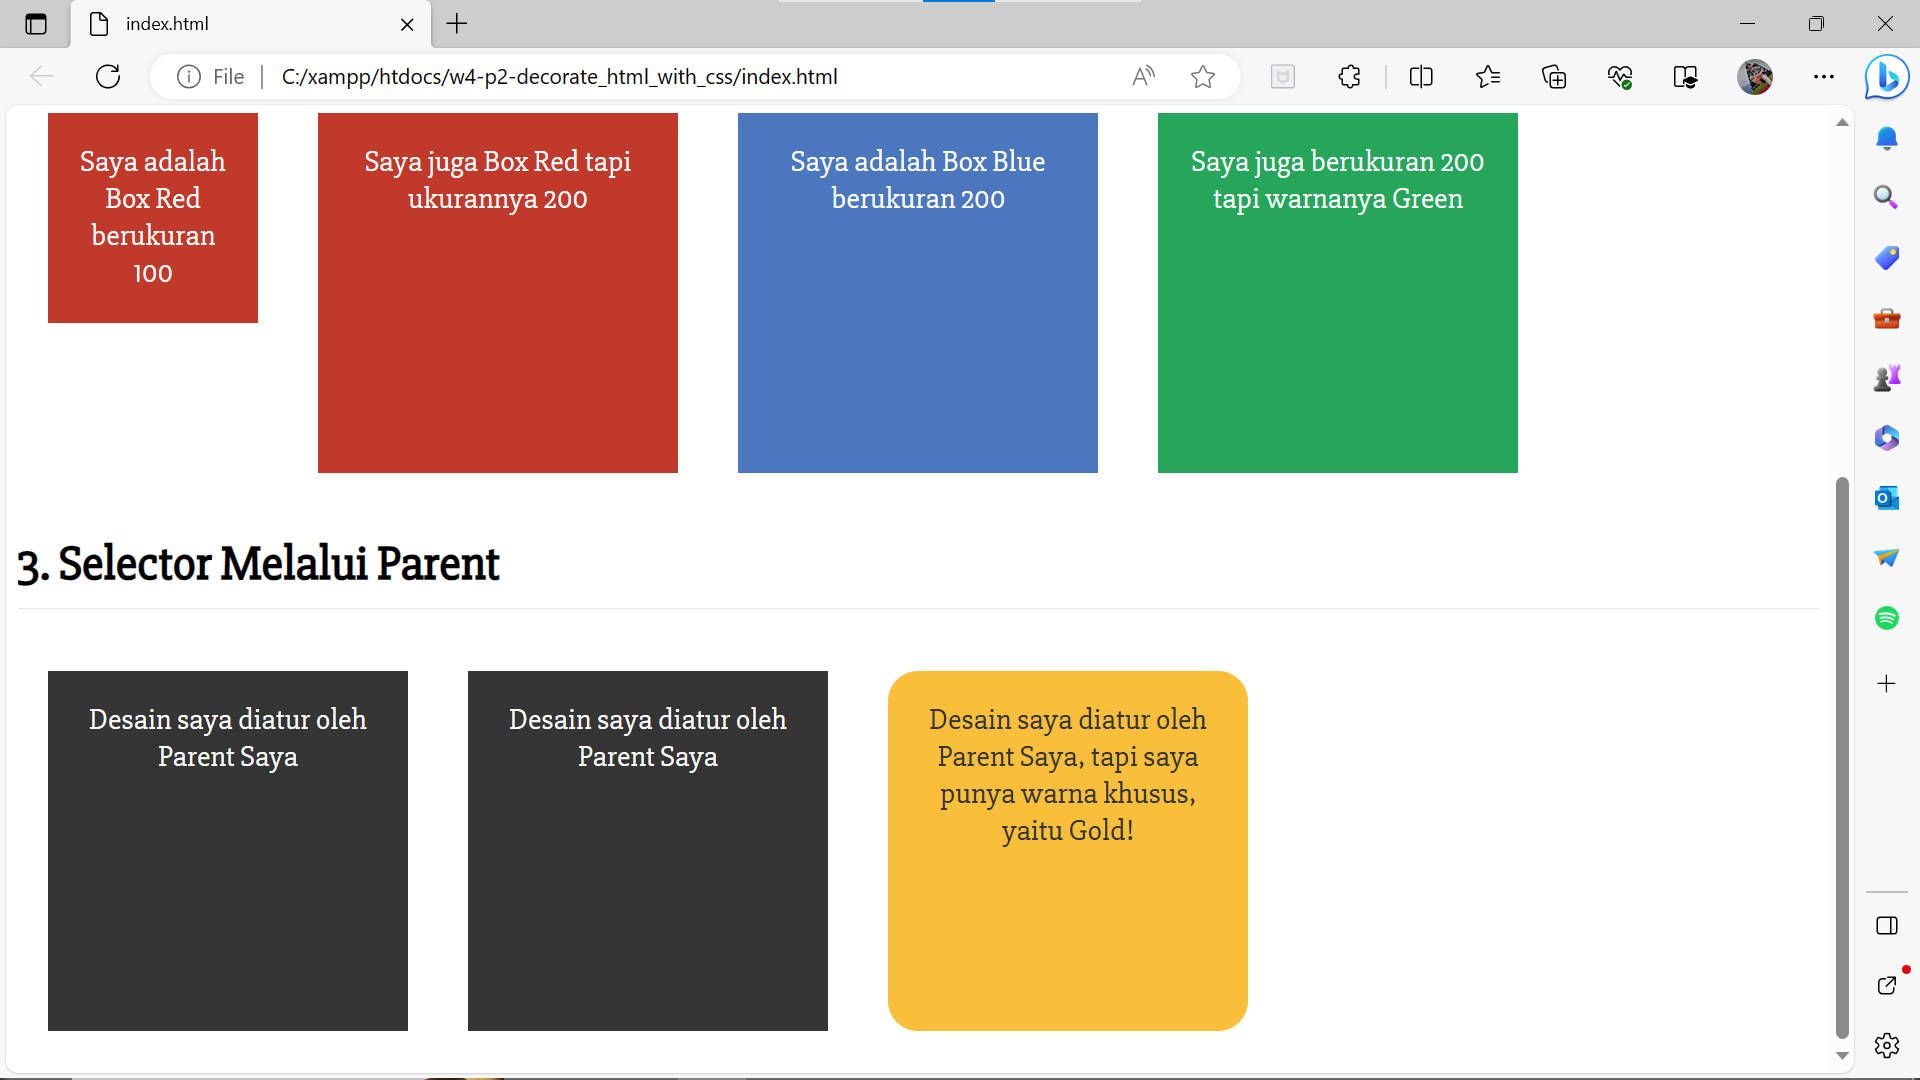 index.html
File
C:/xampp/htdocs/w4-p2-decorate_html_with_css/index.html
Saya adalah
Box Red
berukuran
100
Saya juga Box Red tapi
ukurannya 200
Saya adalah Box Blue
berukuran 200
Saya juga berukuran 200
tapi warnanya Green
3. Selector Melalui Parent
Desain saya diatur oleh
Parent Saya
Desain saya diatur oleh
Parent Saya
Desain saya diatur oleh
Parent Saya, tapi saya
punya warna khusus,
yaitu Gold!